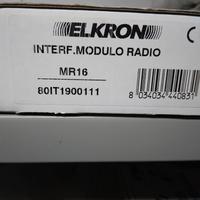 ELKRON
INTERF.MODULO RADIO
MR16
80IT1900111
8 034034 440831